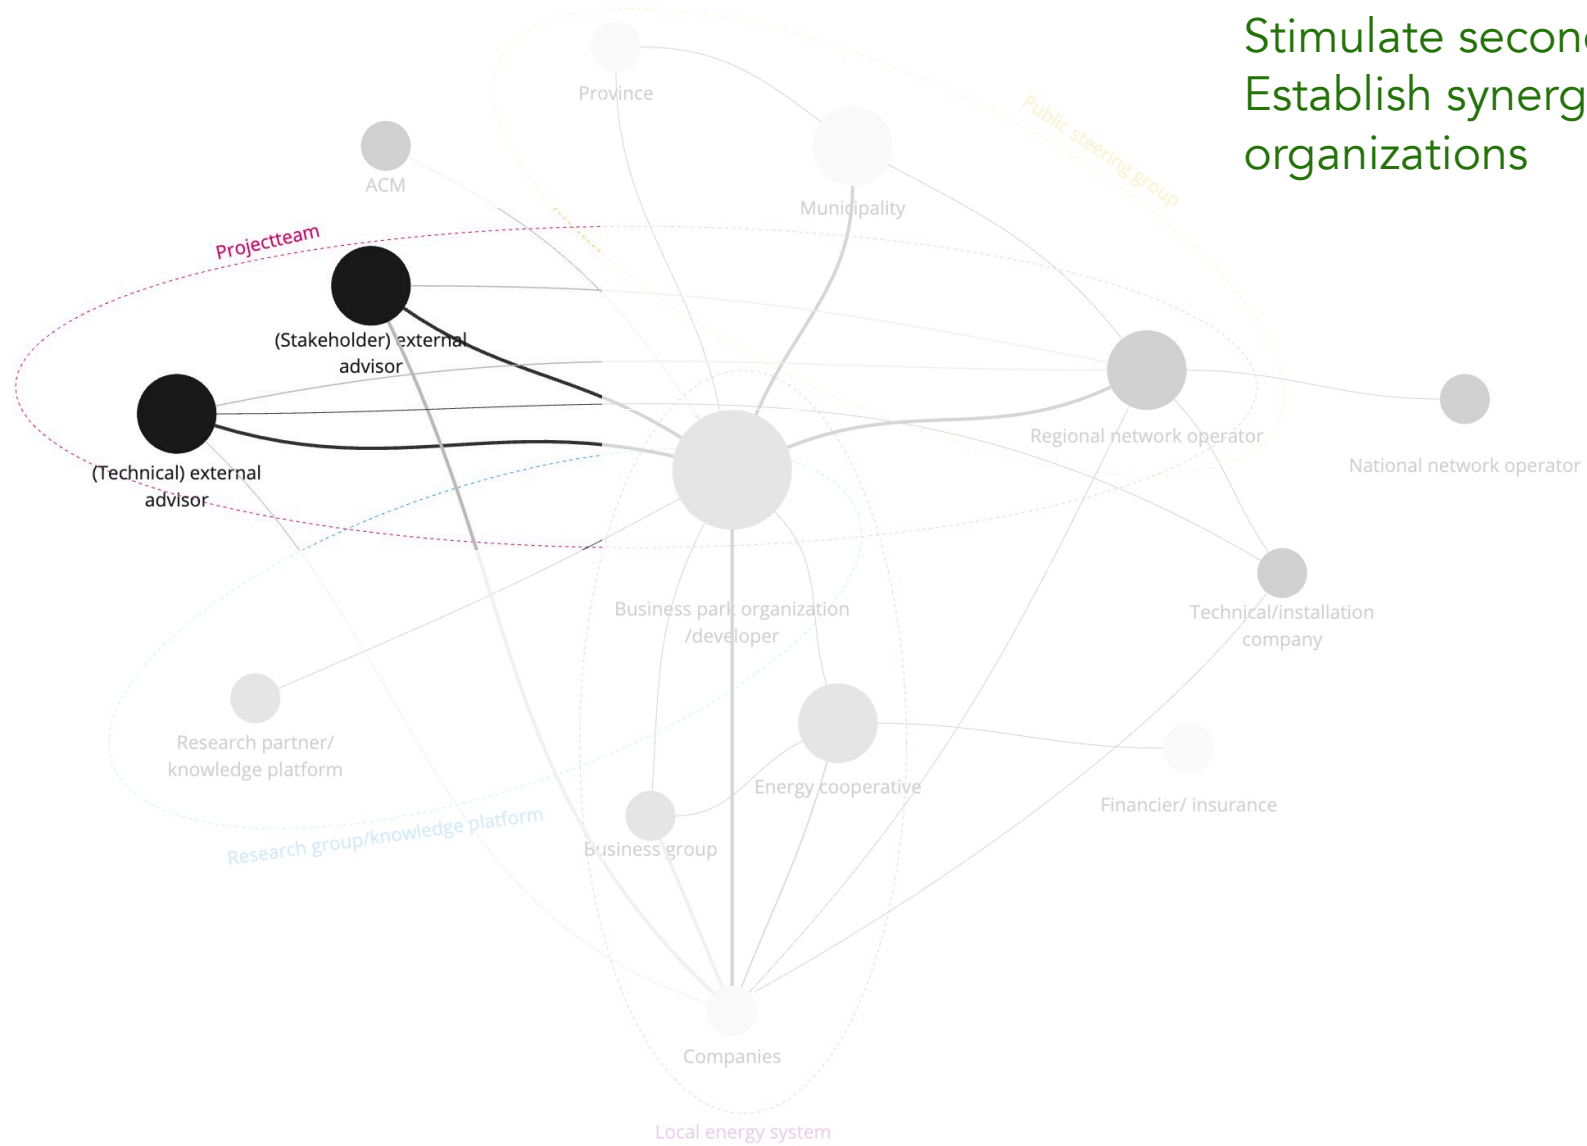 Stimulate
Establish
organizations
Province
Public steering group
ACM
Municipality
Projectteam
(Stakeholder) external
advisor
(Technical) external
advisor
Regional network operator
National network operator
Business park organization
/developer
Technical/installation
company
Research partner/
knowledge platform
Energy cooperative
Financier/ insurance
Research group/knowledge platform
Business group
Companies
Local energy system